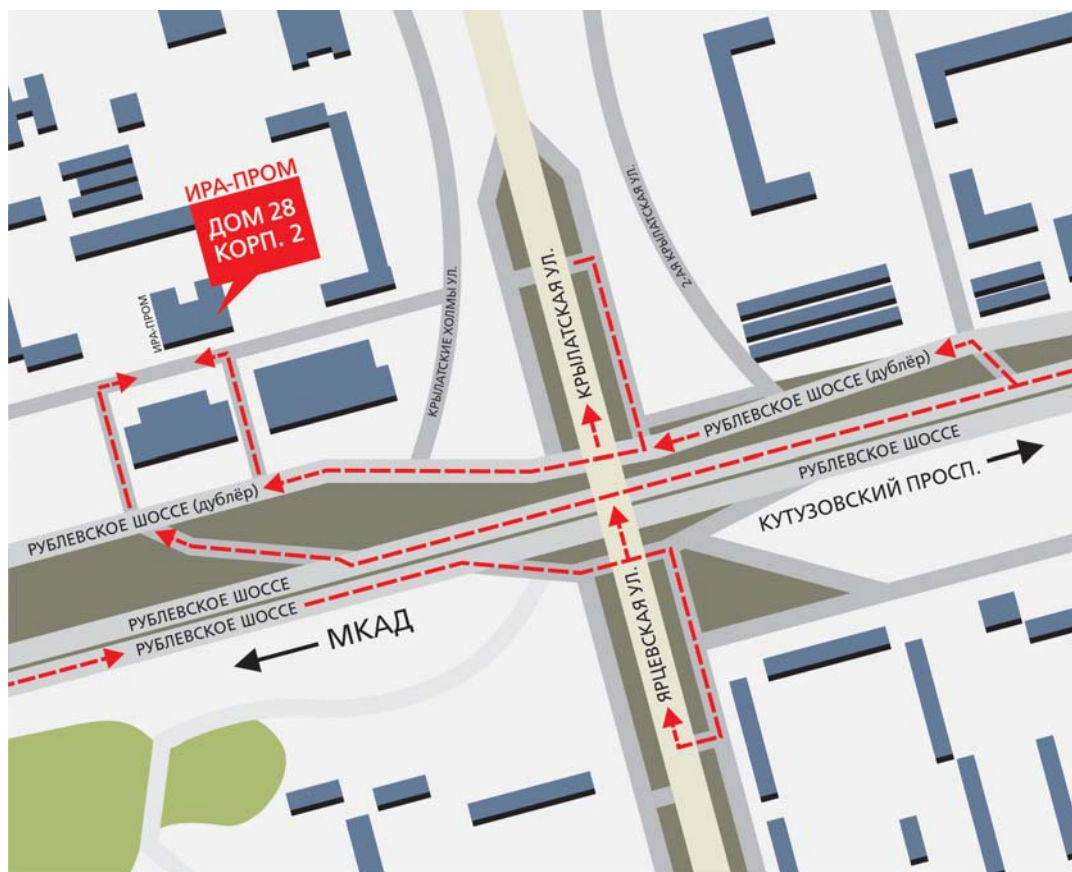 ИРА-ПРОМ
ДОМ 28
КОРП. 2
ИРА-ПРОМ
КРЫЛАТСКИЕ ХОЛМЫ УЛ.
КРЫЛАТСКАЯ УЛ.
2-АЯ КРЫЛАТСКАЯ УЛ.
РУБЛЕВСКОЕ ШОССЕ (дублёр)
РУБЛЕВСКОЕ ШОССЕ
КУТУЗОВСКИЙ ПРОСП.
РУБЛЕВСКОЕ ШОССЕ (дублёр)
РУБЛЕВСКОЕ ШОССЕ
РУБЛЕВСКОЕ ШОССЕ
МКАД
ЯРЦЕВСКАЯ УЛ.